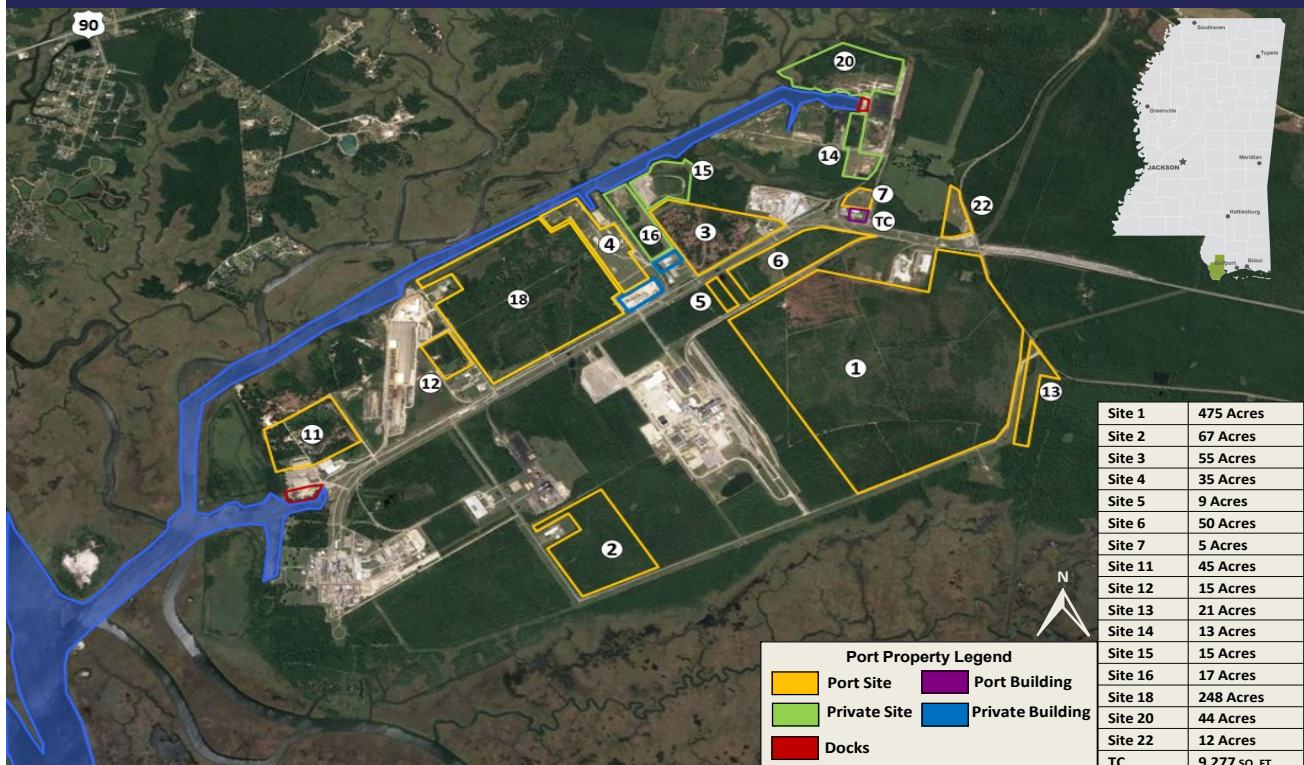 90
Southaven
Tupelo
Greenville
Meridian
JACKSON
Hattiesburg
Biloxi
20
14
15
7
TC
22
16
3
4
6
18
5
1
12
13
11
2
N
Site 1 475 Acres
Site 2 67 Acres
Site 3 55 Acres
Site 4 35 Acres
Site 5 9 Acres
Site 6 50 Acres
Site 7 5 Acres
Site 11 45 Acres
Site 12 15 Acres
Site 13 21 Acres
Site 14 13 Acres
Site 15 15 Acres
Site 16 17 Acres
Site 18 248 Acres
Site 20 44 Acres
Site 22 12 Acres
TC 9,277 SQ. FT.
Port Property Legend
Port Site Port Building
Private Site Private Building
Docks